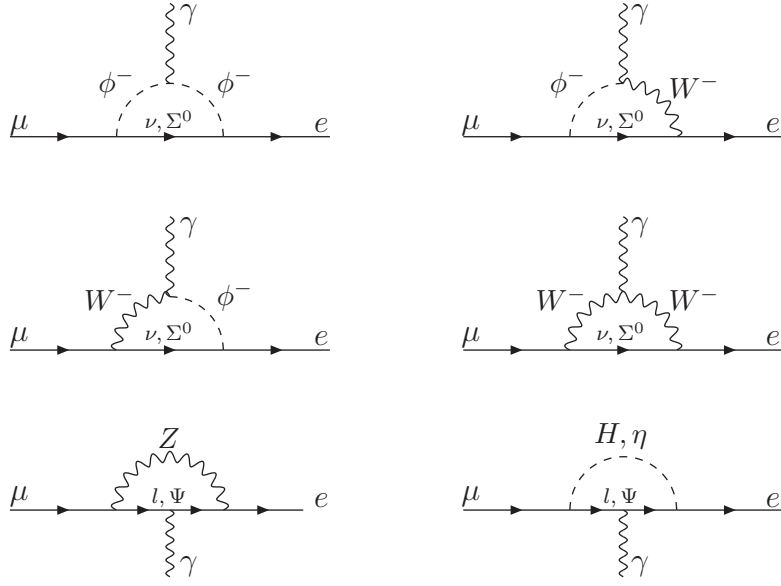 γ γ
ϕ⁻ ϕ⁻ ϕ⁻ W⁻
μ ν, Σ⁰ e μ ν, Σ⁰ e
γ γ
W⁻ ϕ⁻ W⁻ W⁻
μ ν, Σ⁰ e μ ν, Σ⁰ e
Z H, η
μ l, Ψ e μ l, Ψ e
γ γ